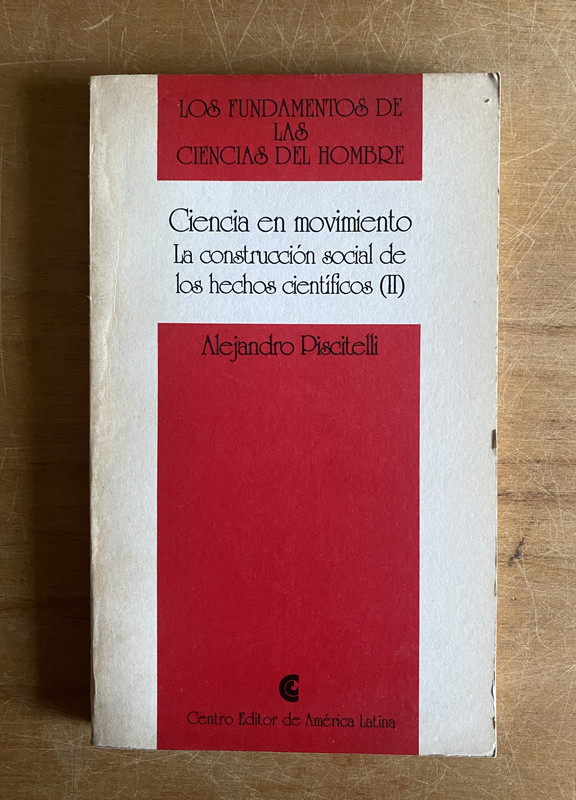 LOS FUNDAMENTOS DE
LAS
CIENCIAS DEL HOMBRE
Ciencia en movimiento
La construcción social de
los hechos científicos (II)
Alejandro Piscitelli
Centro Editor de América Latina